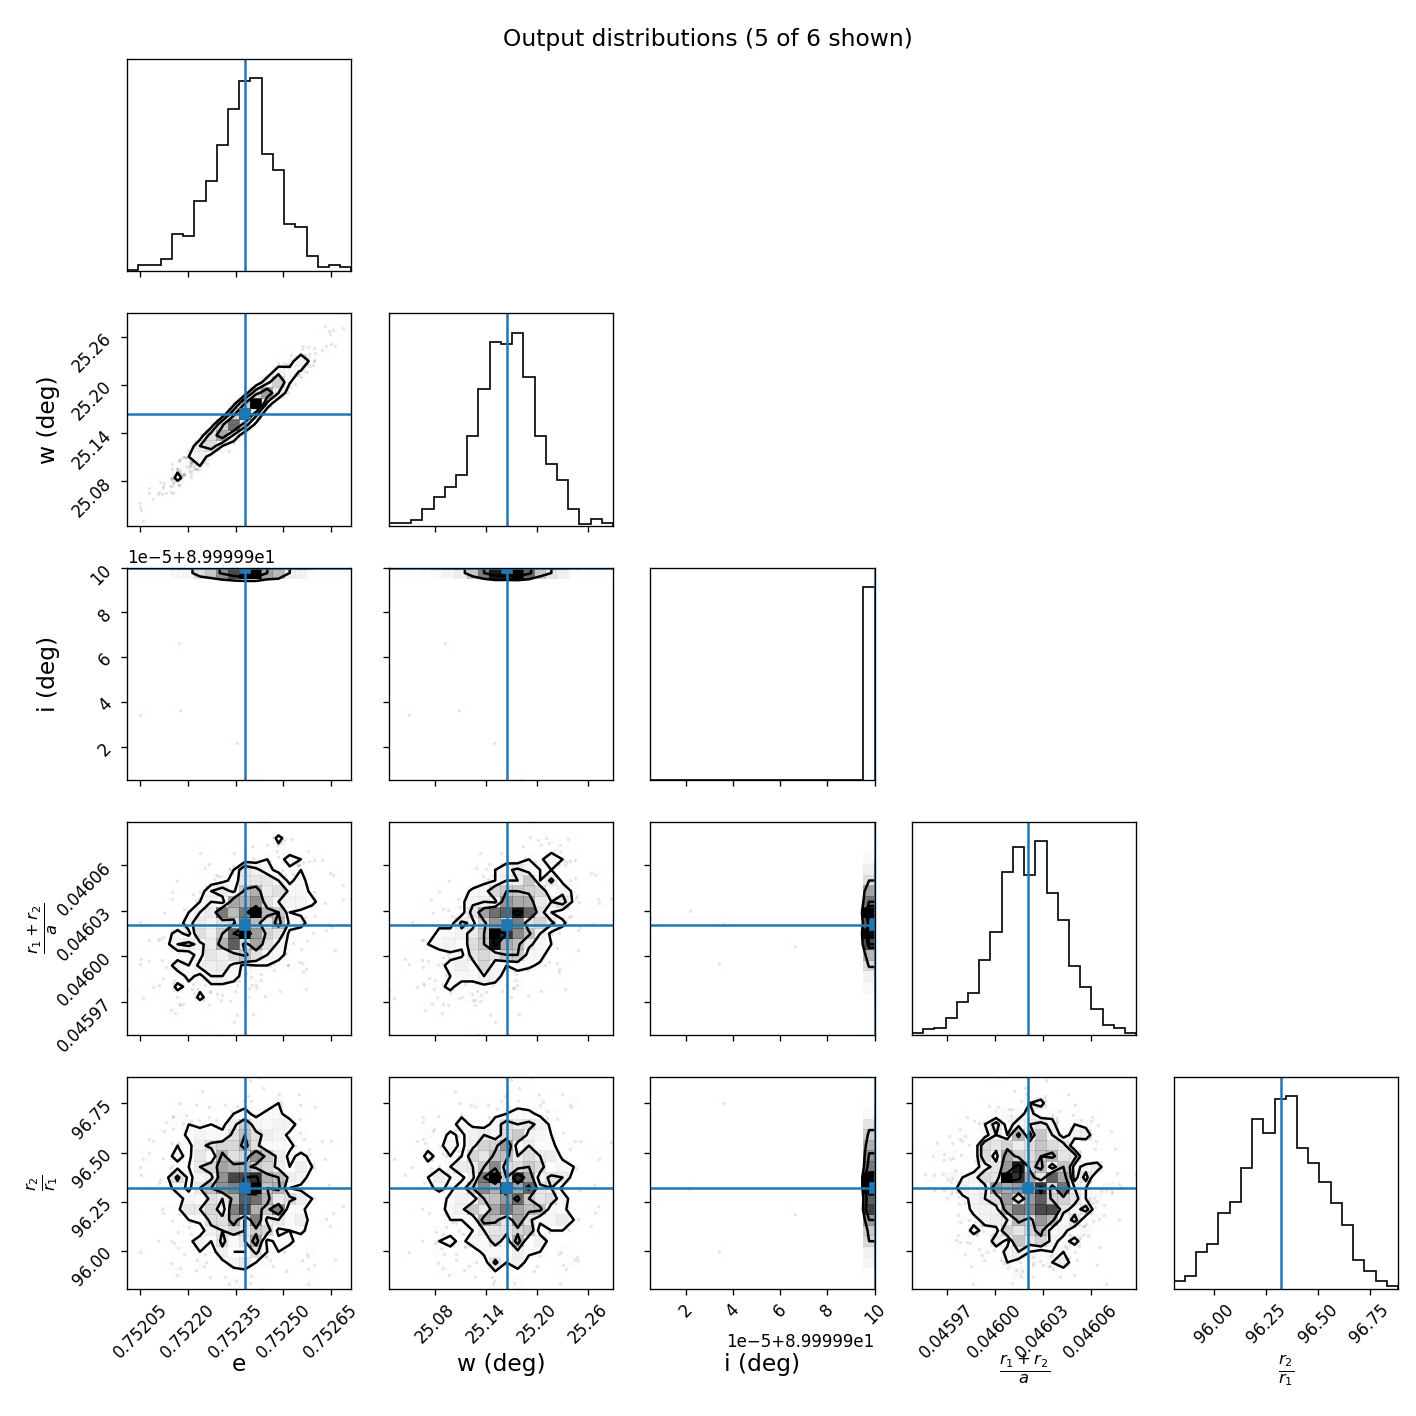 Output distributions (5 of 6 shown)
w (deg)
25.26
25.20
25.14
25.08
1e−5+8.99999e1
i (deg)
10
8
6
4
2
r1 + r2
a
0.04606
0.04603
0.04600
0.04597
r2
r1
96.75
96.50
96.25
96.00
0.75205 0.75220 0.75235 0.75250 0.75265
e
25.08 25.14 20.20 25.26
w (deg)
2 4 6 8 10
1e−5+8.99999e1
i (deg)
0.04597 0.04600 0.04603 0.04606
r1 + r2
a
96.00 96.25 96.50 96.75
r2
r1